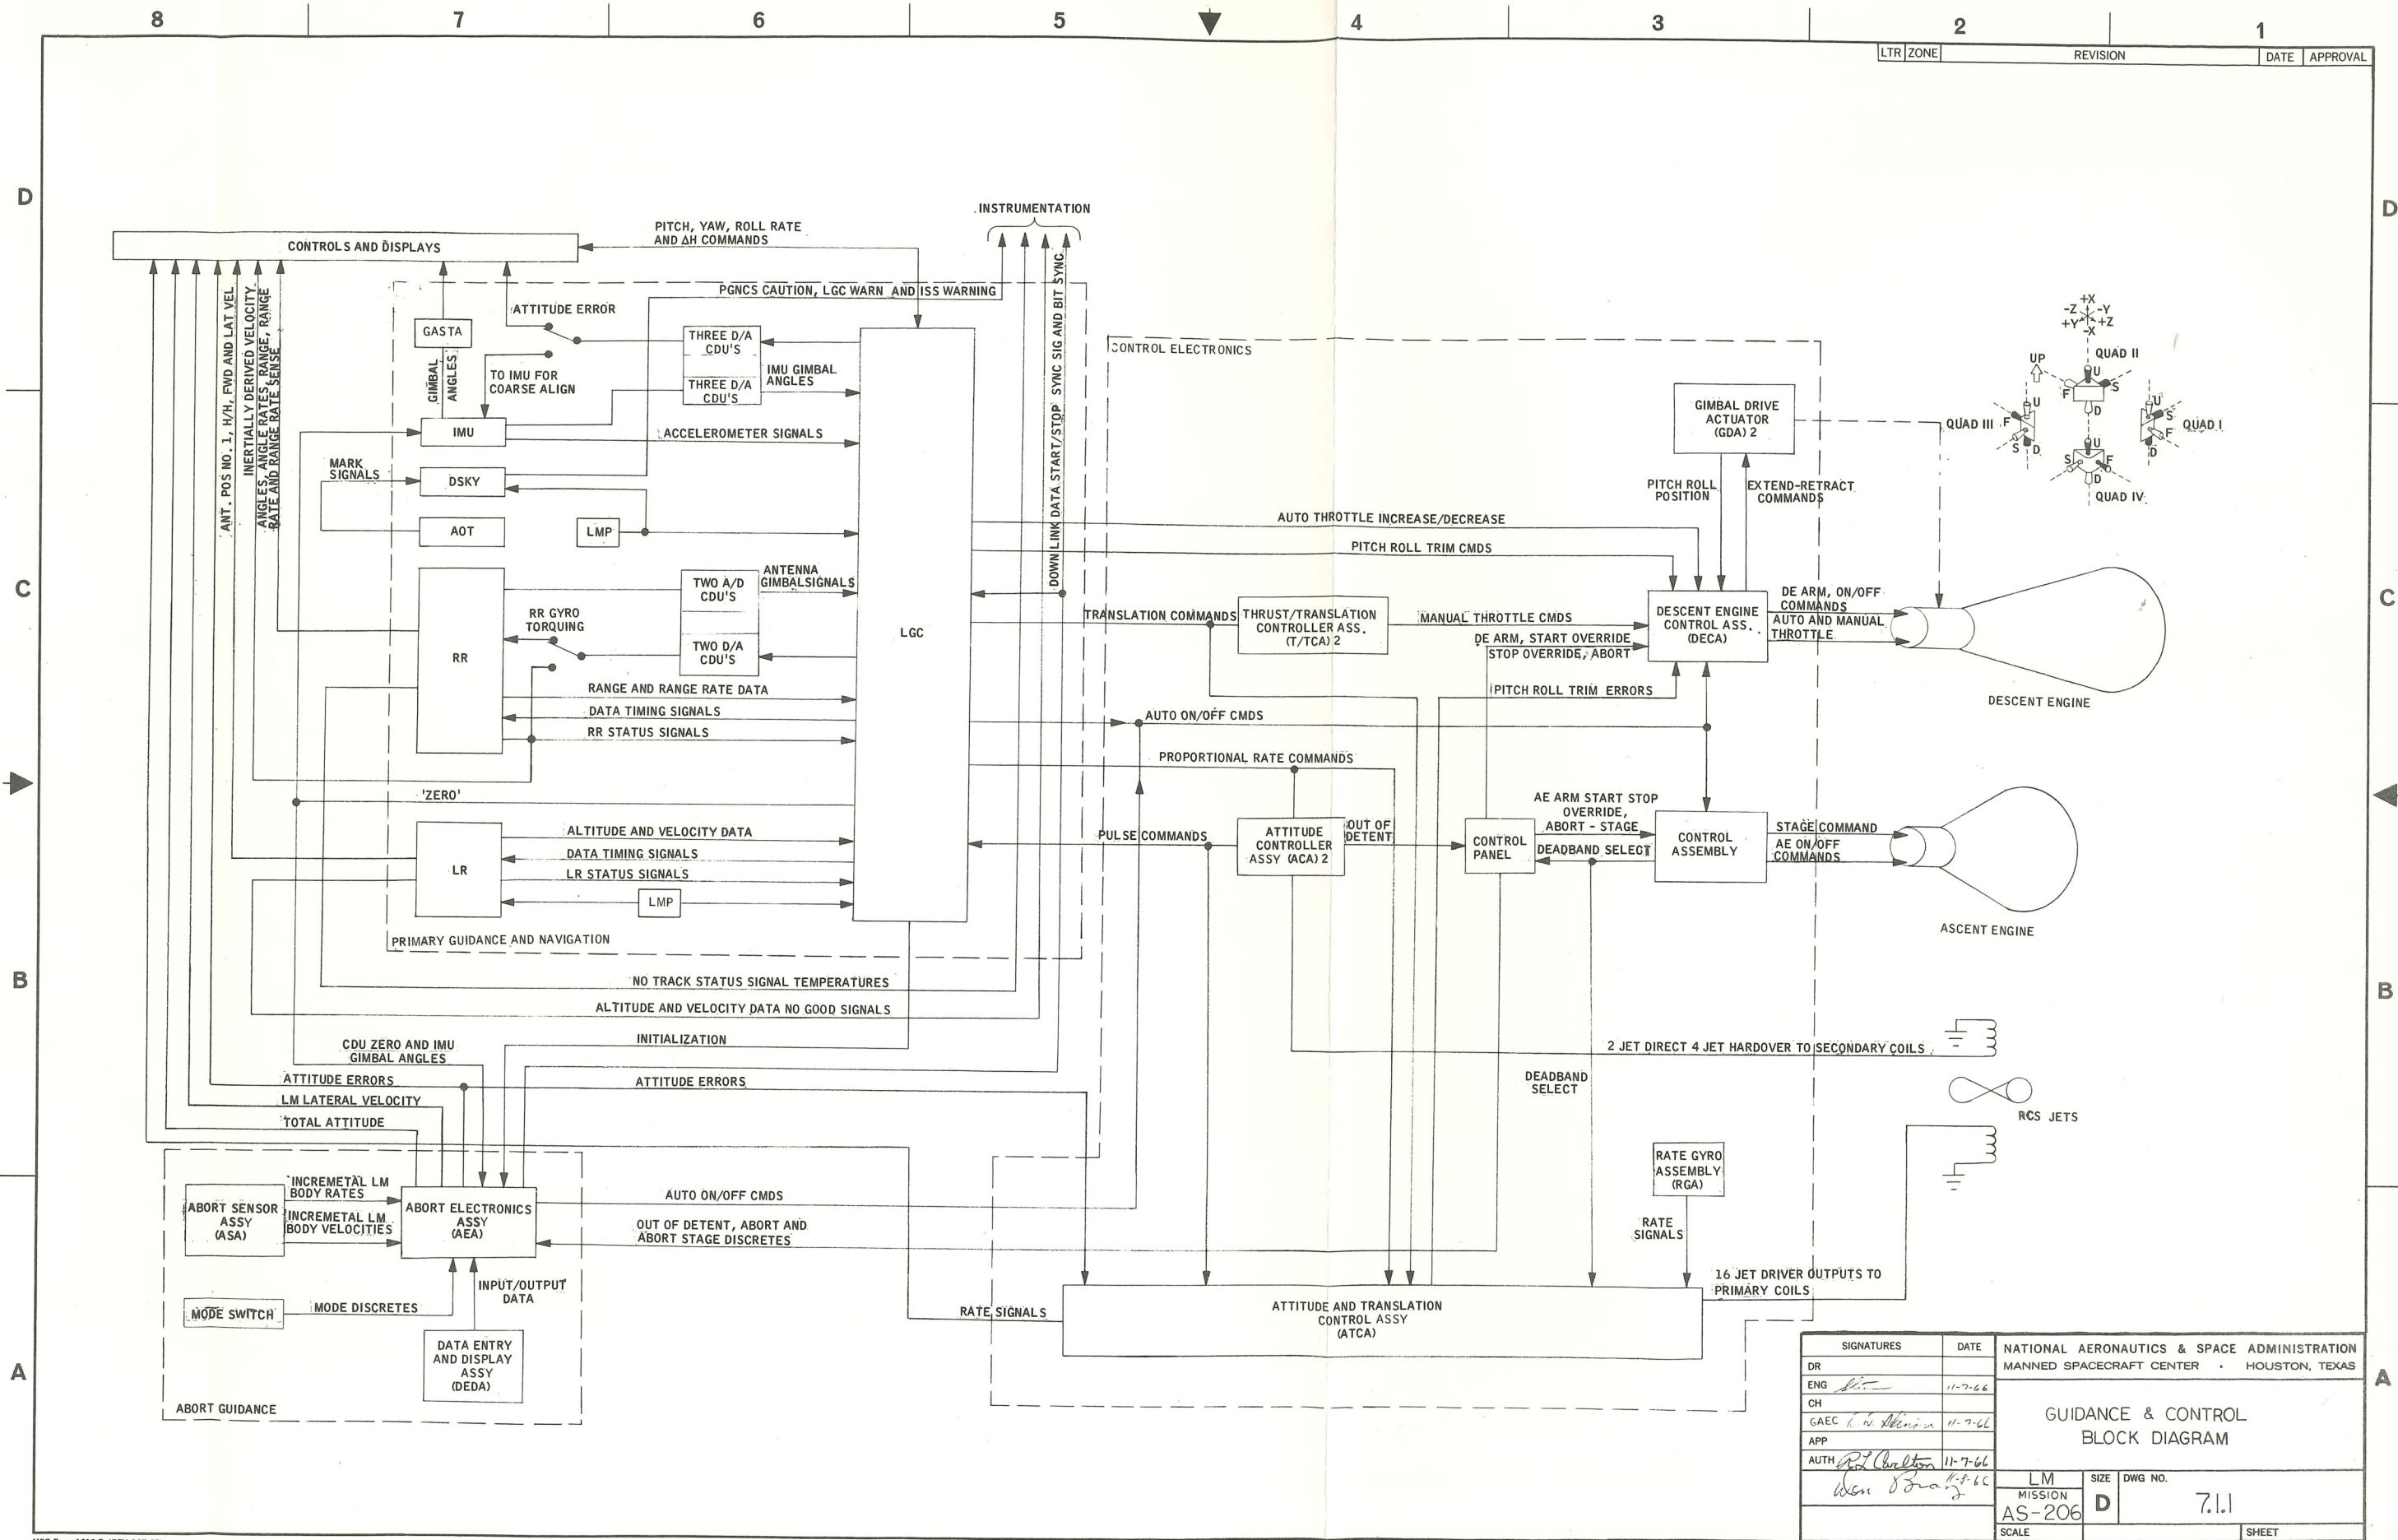 8 7 6 5 4 3 2 1
LTR ZONE REVISION DATE APPROVAL
D
D
C
C
B
B
A
A
INSTRUMENTATION
CONTROLS AND DISPLAYS
PITCH, YAW, ROLL RATE
AND ΔH COMMANDS
PGNCS CAUTION, LGC WARN AND ISS WARNING
ATTITUDE ERROR
GASTA
GIMBAL
ANGLES
TO IMU FOR
COARSE ALIGN
THREE D/A
CDU'S
THREE D/A
CDU'S
IMU GIMBAL
ANGLES
IMU
ACCELEROMETER SIGNALS
MARK
SIGNALS
DSKY
AOT
LMP
ANT. POS NO. 1, H/H, FWD AND LAT VEL
INERTIALLY DERIVED VELOCITY
ANGLES, ANGLE RATES, RANGE, RANGE
RATE AND RANGE RATE SENSE
DOWN LINK DATA START/STOP SYNC SIG AND BIT SYNC
TWO A/D
CDU'S
ANTENNA
GIMBALSIGNALS
RR GYRO
TORQUING
TWO D/A
CDU'S
RR
LGC
RANGE AND RANGE RATE DATA
DATA TIMING SIGNALS
RR STATUS SIGNALS
'ZERO'
ALTITUDE AND VELOCITY DATA
DATA TIMING SIGNALS
LR
LR STATUS SIGNALS
LMP
PRIMARY GUIDANCE AND NAVIGATION
NO TRACK STATUS SIGNAL TEMPERATURES
ALTITUDE AND VELOCITY DATA NO GOOD SIGNALS
INITIALIZATION
CDU ZERO AND IMU
GIMBAL ANGLES
ATTITUDE ERRORS
ATTITUDE ERRORS
LM LATERAL VELOCITY
TOTAL ATTITUDE
ABORT SENSOR
ASSY
(ASA)
INCREMETAL LM
BODY RATES
INCREMETAL LM
BODY VELOCITIES
ABORT ELECTRONICS
ASSY
(AEA)
AUTO ON/OFF CMDS
OUT OF DETENT, ABORT AND
ABORT STAGE DISCRETES
MODE SWITCH
MODE DISCRETES
INPUT/OUTPUT
DATA
DATA ENTRY
AND DISPLAY
ASSY
(DEDA)
ABORT GUIDANCE
CONTROL ELECTRONICS
GIMBAL DRIVE
ACTUATOR
(GDA) 2
PITCH ROLL
POSITION
EXTEND-RETRACT
COMMANDS
AUTO THROTTLE INCREASE/DECREASE
PITCH ROLL TRIM CMDS
TRANSLATION COMMANDS
THRUST/TRANSLATION
CONTROLLER ASS.
(T/TCA) 2
MANUAL THROTTLE CMDS
DE ARM, START OVERRIDE
STOP OVERRIDE, ABORT
DESCENT ENGINE
CONTROL ASS.
(DECA)
DE ARM, ON/OFF
COMMANDS
AUTO AND MANUAL
THROTTLE
DESCENT ENGINE
PITCH ROLL TRIM ERRORS
AUTO ON/OFF CMDS
PROPORTIONAL RATE COMMANDS
PULSE COMMANDS
ATTITUDE
CONTROLLER
ASSY (ACA) 2
OUT OF
DETENT
CONTROL
PANEL
AE ARM START STOP
OVERRIDE,
ABORT - STAGE
DEADBAND SELECT
CONTROL
ASSEMBLY
STAGE COMMAND
AE ON/OFF
COMMANDS
ASCENT ENGINE
2 JET DIRECT 4 JET HARDOVER TO SECONDARY COILS
DEADBAND
SELECT
RCS JETS
RATE GYRO
ASSEMBLY
(RGA)
RATE
SIGNALS
16 JET DRIVER OUTPUTS TO
PRIMARY COILS
RATE SIGNALS
ATTITUDE AND TRANSLATION
CONTROL ASSY
(ATCA)
+X
-Z -Y
+Y +Z
-X
UP
QUAD II
U
F S
D
QUAD III
F U
S D
QUAD I
U
S
F
D
U
S F
D
QUAD IV
SIGNATURES DATE
DR
ENG 11-7-66
CH
GAEC 11-7-66
APP
AUTH R L Carlton 11-7-66
11-8-66
NATIONAL AERONAUTICS & SPACE ADMINISTRATION
MANNED SPACECRAFT CENTER · HOUSTON, TEXAS
GUIDANCE & CONTROL
BLOCK DIAGRAM
LM
MISSION
AS-206
SIZE
D
DWG NO.
7.1.1
SCALE
SHEET